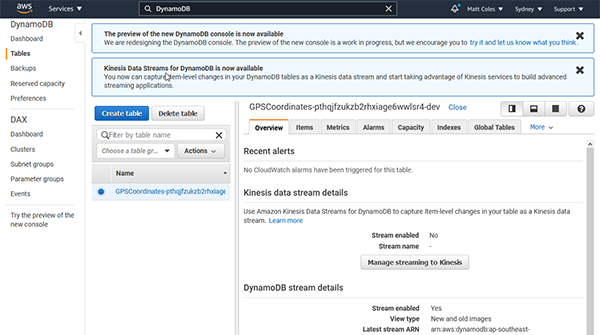 aws
Services
DynamoDB
Matt Coles
Sydney
Support
DynamoDB
Dashboard
Tables
Backups
Reserved capacity
Preferences
DAX
Dashboard
Clusters
Subnet groups
Parameter groups
Events
Try the preview of the new console
The preview of the new DynamoDB console is now available
We are redesigning the DynamoDB console. The preview of the new console is a work in progress, but we encourage you to try it and let us know what you think.
Kinesis Data Streams for DynamoDB is now available
You now can capture item-level changes in your DynamoDB tables as a Kinesis data stream and start taking advantage of Kinesis services to build advanced
streaming applications.
Create table
Delete table
Filter by table name
Choose a table gr...
Actions
Name
GPSCoordinates-pthqjfzukzb2rhxiage
GPSCoordinates-pthqjfzukzb2rhxiage6wwlsr4-dev
Close
Overview
Items
Metrics
Alarms
Capacity
Indexes
Global Tables
More
Recent alerts
No CloudWatch alarms have been triggered for this table.
Kinesis data stream details
Use Amazon Kinesis Data Streams for DynamoDB to capture item-level changes in your table as a Kinesis data
stream. Learn more
Stream enabled No
Stream name -
Manage streaming to Kinesis
DynamoDB stream details
Stream enabled Yes
View type New and old images
Latest stream ARN arn:aws:dynamodb:ap-southeast-